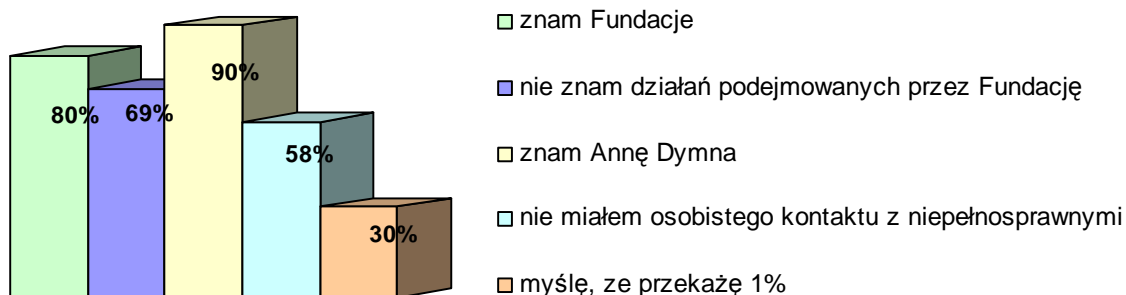 znam Fundacje
nie znam działań podejmowanych przez Fundację
znam Annę Dymna
nie miałem osobistego kontaktu z niepełnosprawnymi
myślę, ze przekażę 1%
80%
69%
90%
58%
30%